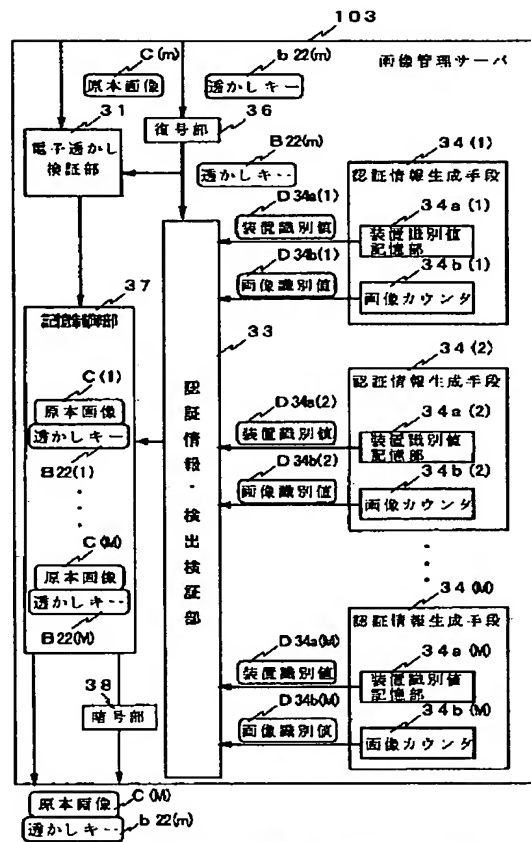 103
画像管理サーバ
C(m)
原本画像
b22(m)
透かしキー
31
電子透かし
検証部
36
復号部
B22(m)
透かしキー
34(1)
認証情報生成手段
D34a(1)
装置識別値
34a(1)
装置識別値
記憶部
D34b(1)
画像識別値
34b(1)
画像カウンタ
37
33
認証情報・検出検証部
C(1)
原本画像
透かしキー
B22(1)
34(2)
認証情報生成手段
D34a(2)
装置識別値
34a(2)
装置識別値
記憶部
D34b(2)
画像識別値
34b(2)
画像カウンタ
C(M)
原本画像
透かしキー
B22(M)
34(M)
認証情報生成手段
D34a(M)
装置識別値
34a(M)
装置識別値
記憶部
D34b(M)
画像識別値
34b(M)
画像カウンタ
38
暗号部
原本画像
C(M)
透かしキー
b22(m)